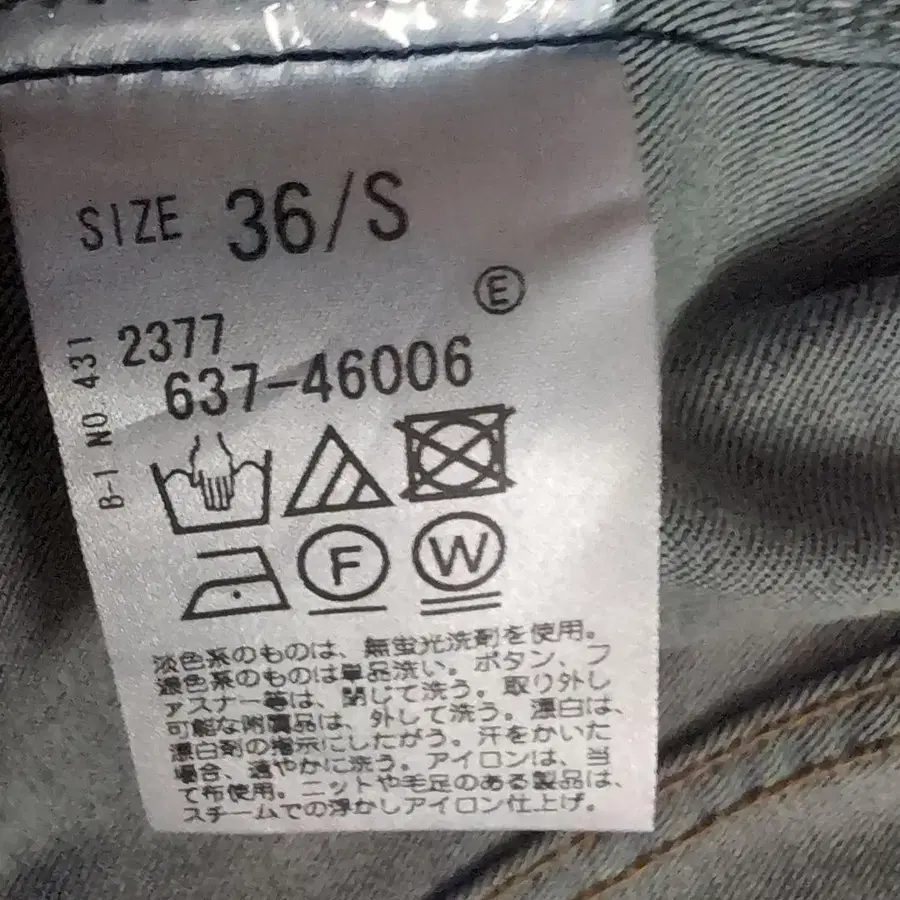 SIZE 36/S
E
2377
637-46006
B-1 NO 431
F W
淡色系のものは、無蛍光洗剤を使用。
濃色系のものは単品洗い。ボタン、フ
ァスナー等は、閉じて洗う。取り外し
可能な附属品は、外して洗う。漂白は、
漂白剤の指示にしたがう。汗をかいた
場合、速やかに洗う。アイロンは、当
て布使用。ニットや毛足のある製品は、
スチームでの浮かしアイロン仕上げ。